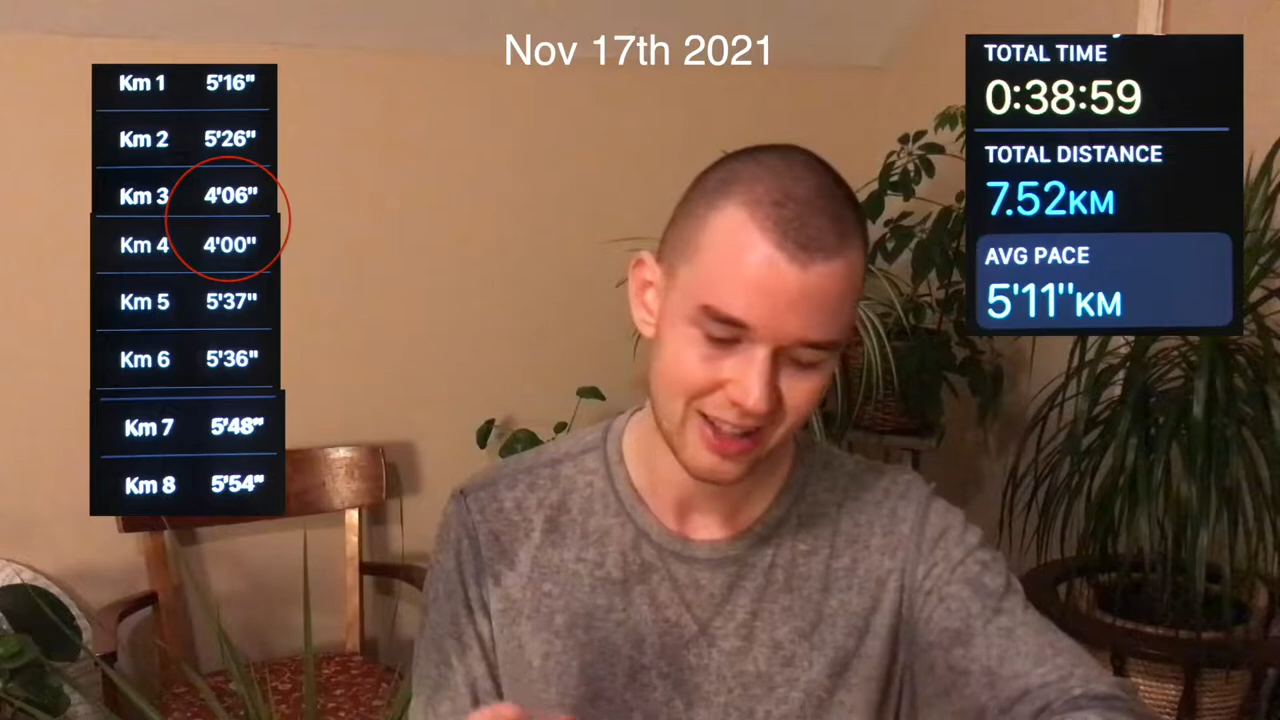 Nov 17th 2021
Km 1 5'16"
Km 2 5'26"
Km 3 4'06"
Km 4 4'00"
Km 5 5'37"
Km 6 5'36"
Km 7 5'48"
Km 8 5'54"
TOTAL TIME
0:38:59
TOTAL DISTANCE
7.52KM
AVG PACE
5'11"KM